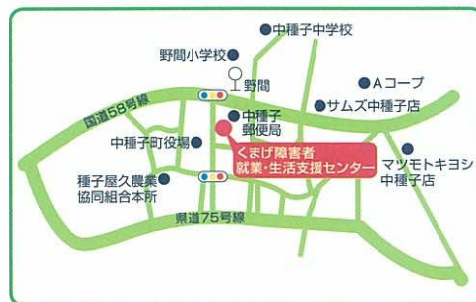 中種子中学校
野間小学校
野間
Aコープ
サムズ中種子店
国道58号線
中種子
郵便局
中種子町役場
くまげ障害者
就業・生活支援センター
マツモトキヨシ
中種子店
種子屋久農業
協同組合本所
県道75号線